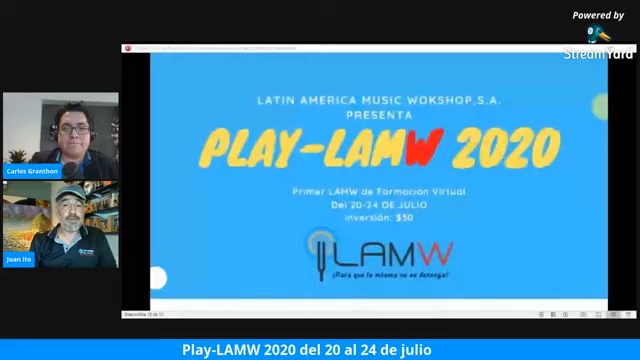 Powered by
StreamYard
LATIN AMERICA MUSIC WOKSHOP,S.A.
PRESENTA
PLAY-LAMW 2020
Primer LAMW de Formación Virtual
Del 20-24 DE JULIO
inversión: $30
LAMW
¡Para que la música no se detenga!
Carlos Granthon
Juan Ito
Play-LAMW 2020 del 20 al 24 de julio